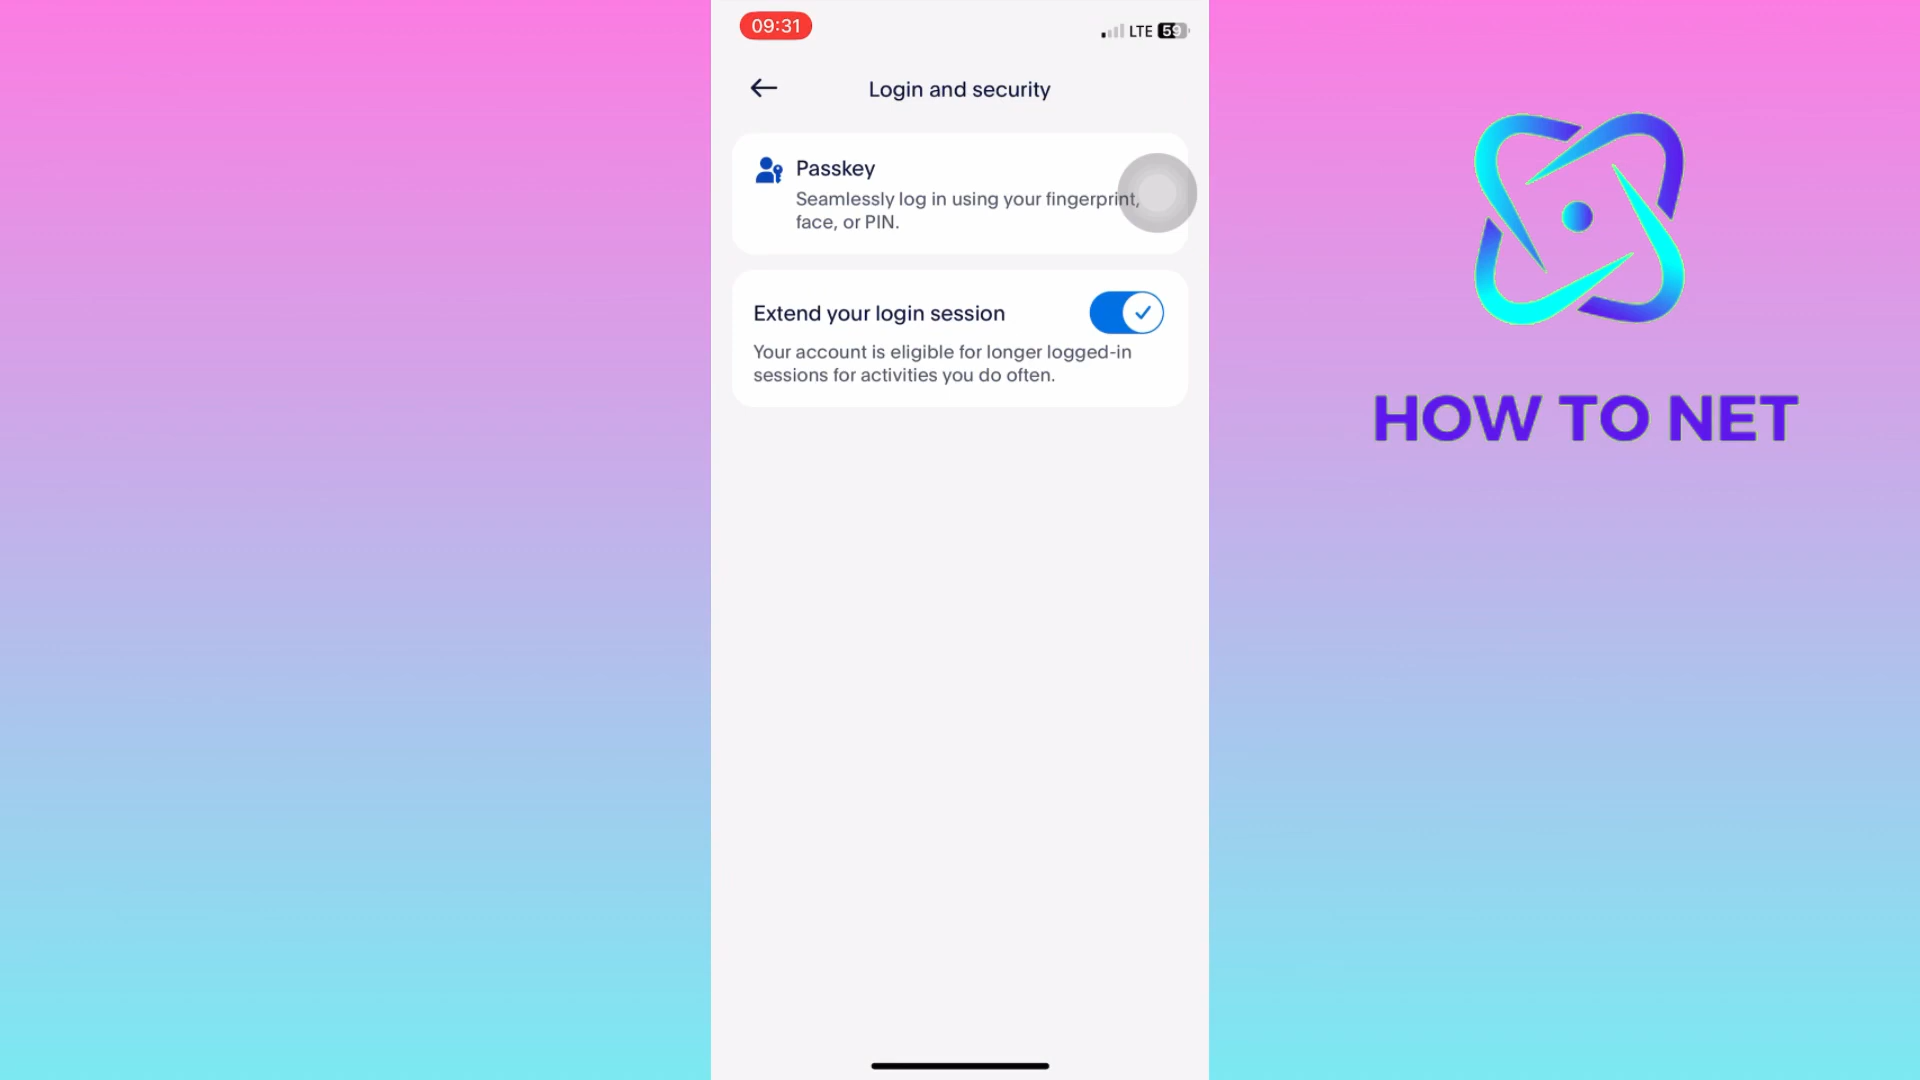 09:31
LTE 59
Login and security
Passkey
Seamlessly log in using your fingerprint,
face, or PIN.
Extend your login session
Your account is eligible for longer logged-in
sessions for activities you do often.
HOW TO NET